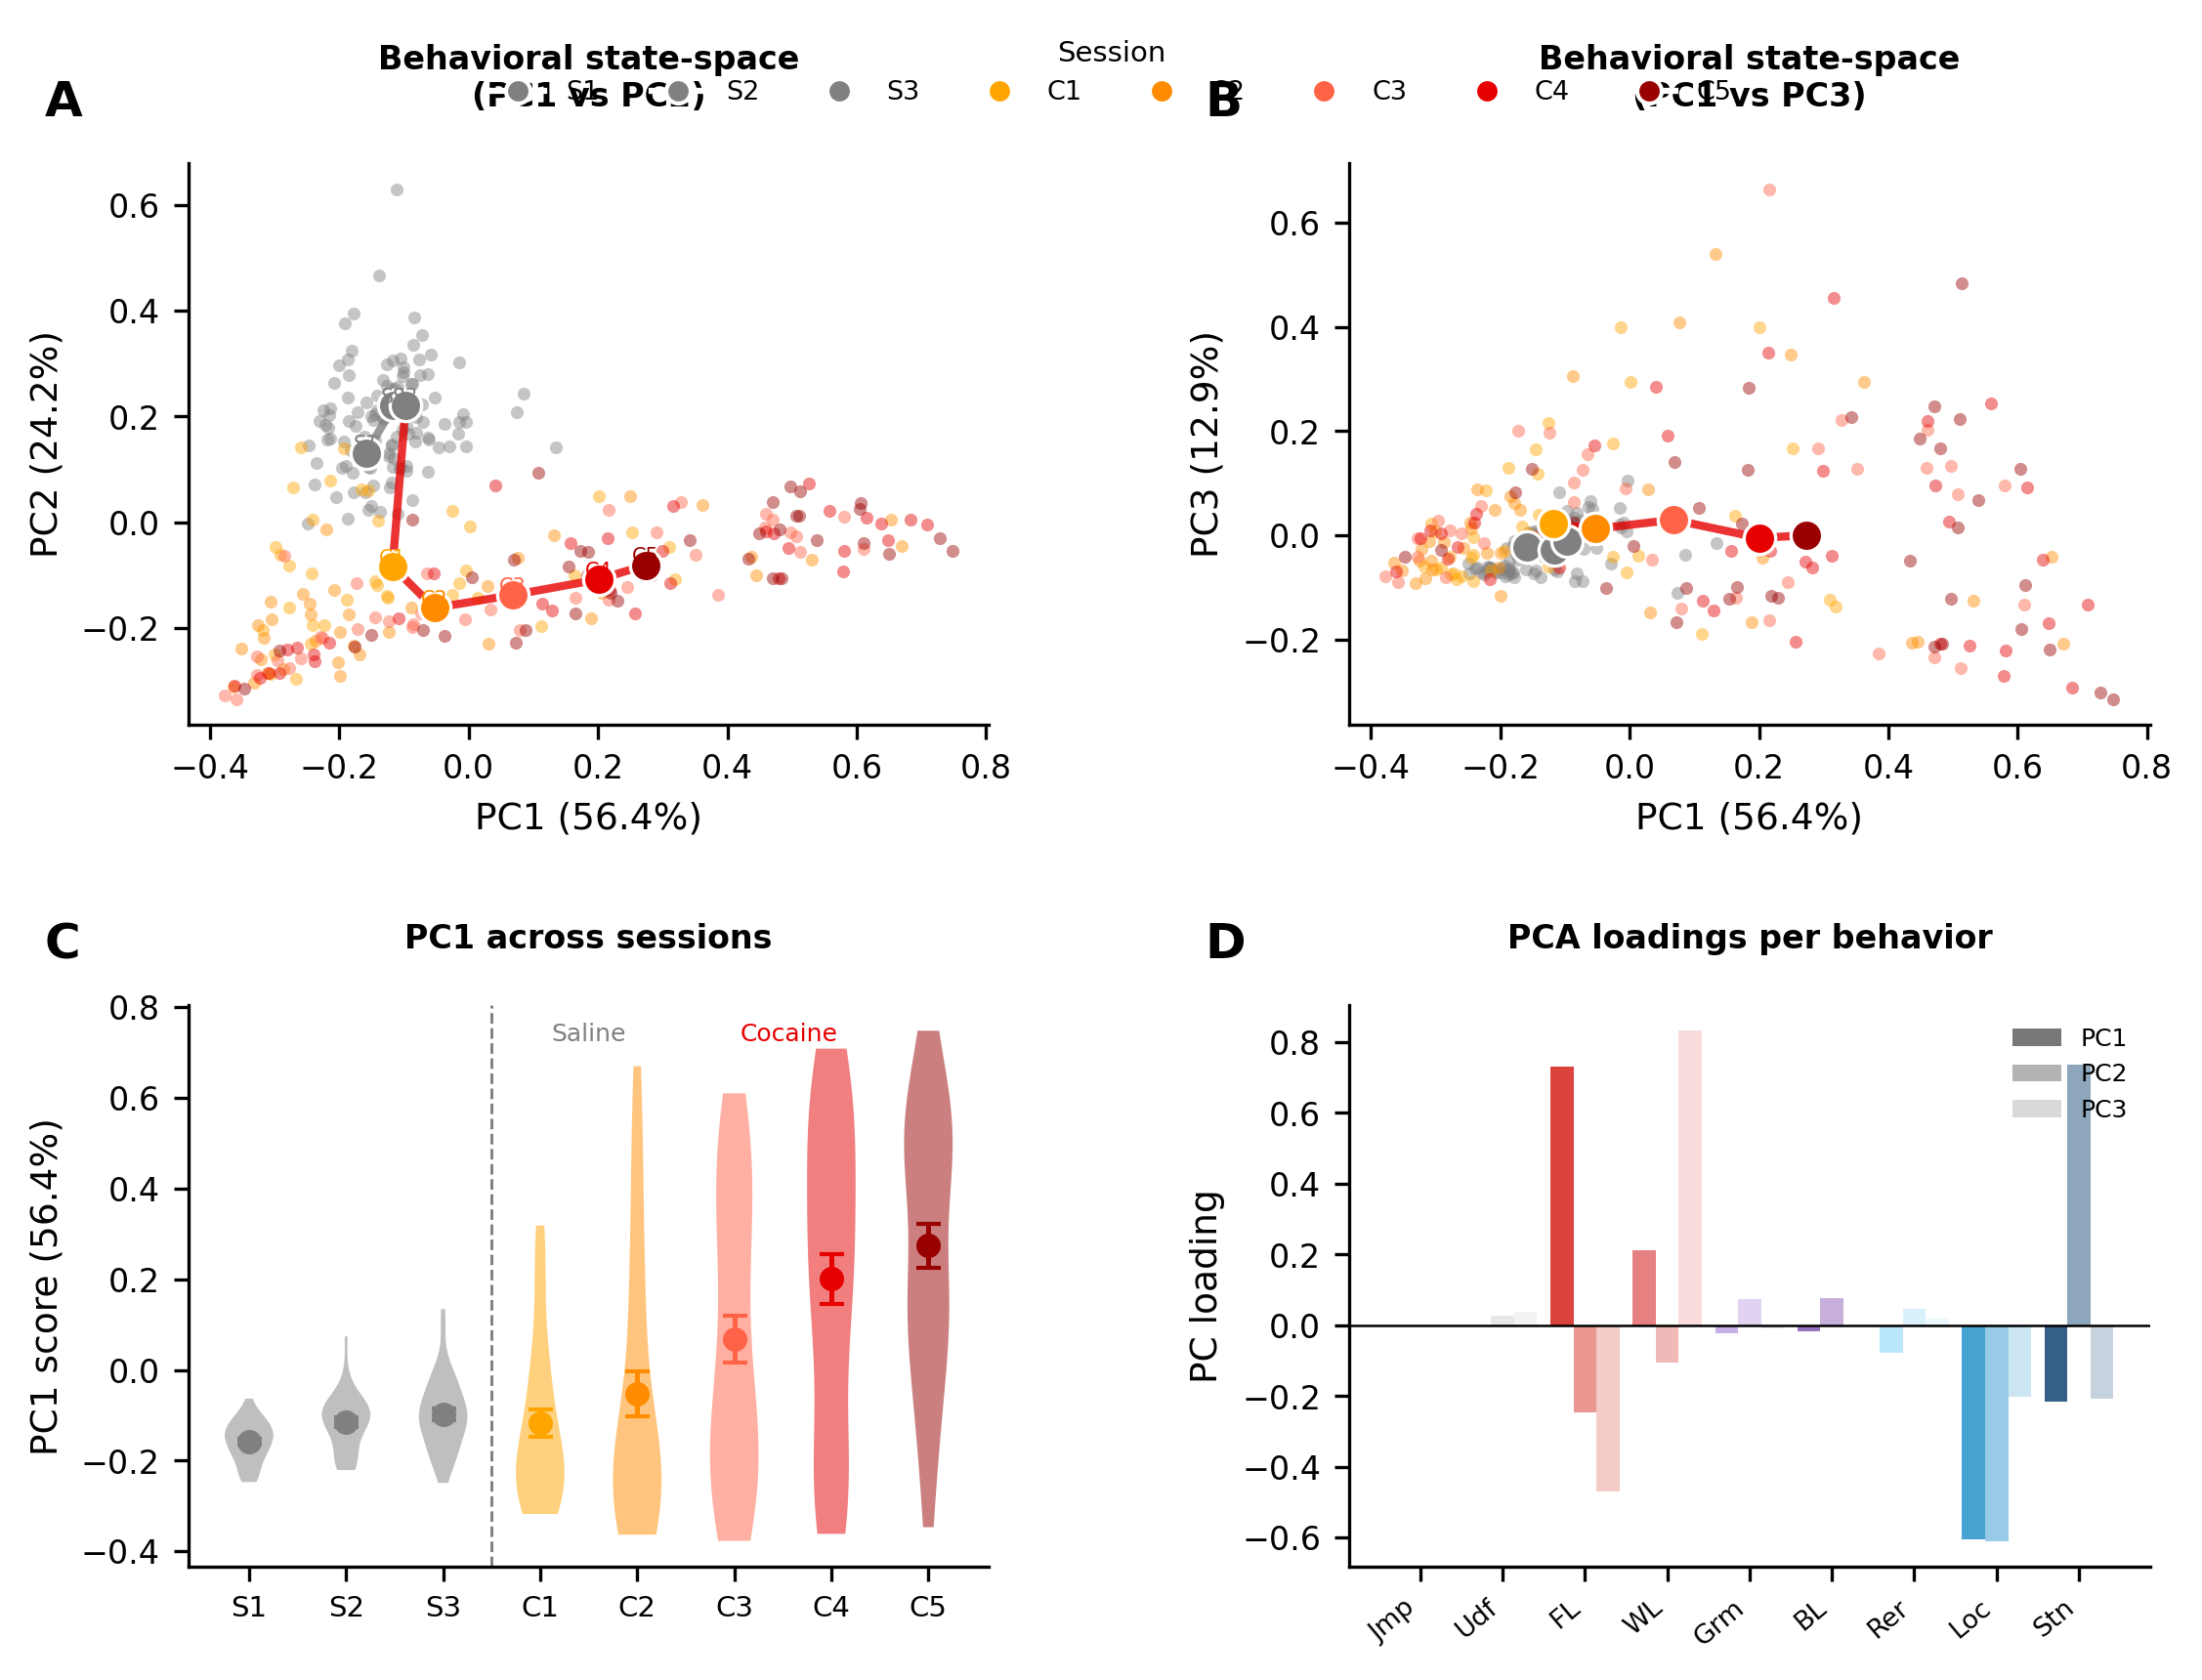 Behavioral state-space
(PC1 vs PC2)
Session
S1 S2 S3 C1 C2 C3 C4 C5
Behavioral state-space
(PC1 vs PC3)
A
0.6
0.4
0.2
0.0
−0.2
PC2 (24.2%)
C1
C2
C3
C4
C5
−0.4 −0.2 0.0 0.2 0.4 0.6 0.8
PC1 (56.4%)
B
0.6
0.4
0.2
0.0
−0.2
PC3 (12.9%)
−0.4 −0.2 0.0 0.2 0.4 0.6 0.8
PC1 (56.4%)
C
PC1 across sessions
0.8
0.6
0.4
0.2
0.0
−0.2
−0.4
PC1 score (56.4%)
Saline
Cocaine
S1 S2 S3 C1 C2 C3 C4 C5
D
PCA loadings per behavior
0.8
0.6
0.4
0.2
0.0
−0.2
−0.4
−0.6
PC loading
PC1
PC2
PC3
Jmp Udf FL WL Grm BL Rer Loc Stn